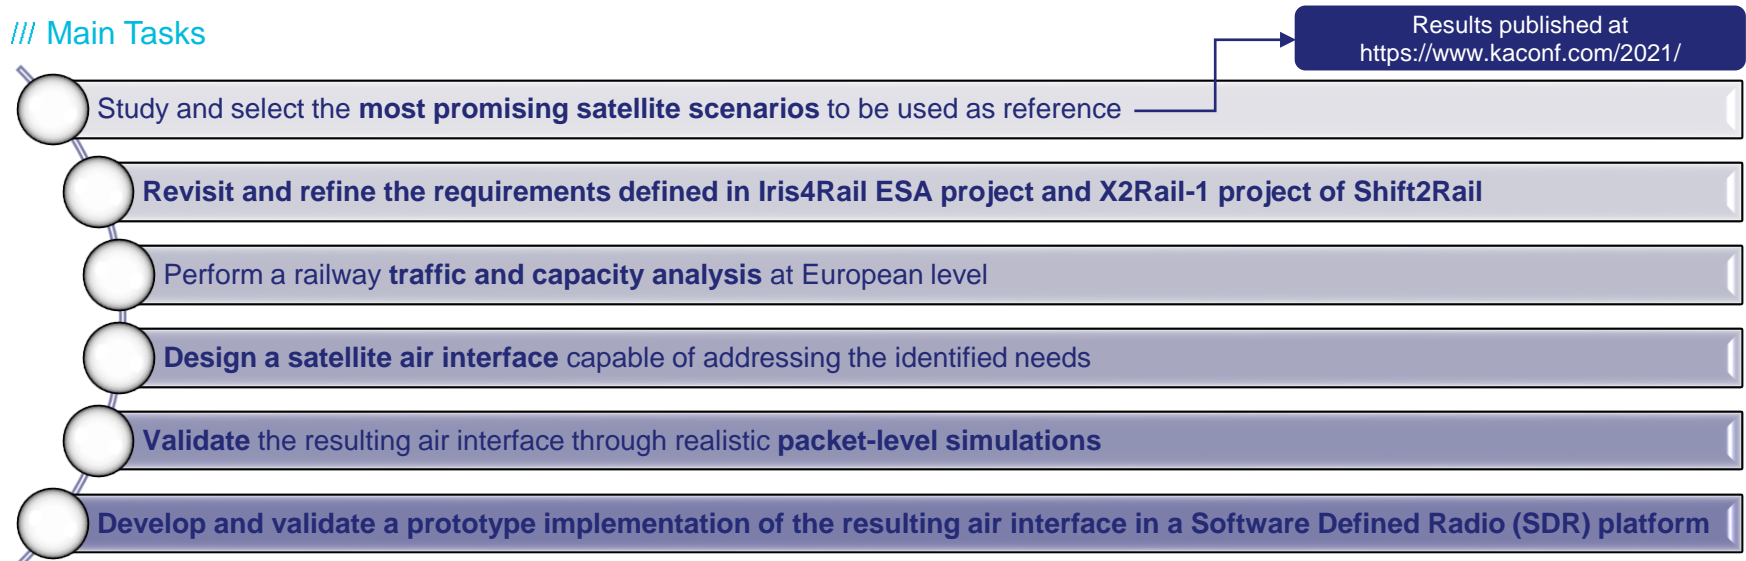 /// Main Tasks
Results published at
https://www.kaconf.com/2021/
Study and select the most promising satellite scenarios to be used as reference
Revisit and refine the requirements defined in Iris4Rail ESA project and X2Rail-1 project of Shift2Rail
Perform a railway traffic and capacity analysis at European level
Design a satellite air interface capable of addressing the identified needs
Validate the resulting air interface through realistic packet-level simulations
Develop and validate a prototype implementation of the resulting air interface in a Software Defined Radio (SDR) platform